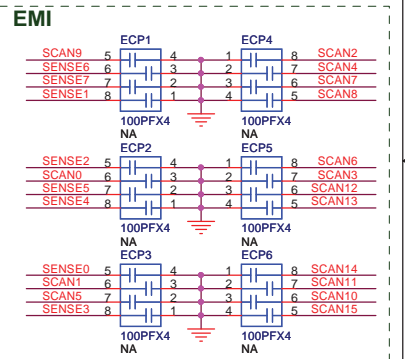 EMI
ECP1 ECP4
SCAN9 5 4 1 8 SCAN2
SENSE6 6 3 2 7 SCAN4
SENSE7 7 2 3 6 SCAN7
SENSE1 8 1 4 5 SCAN8
100PFX4 100PFX4
NA NA
ECP2 ECP5
SENSE2 5 4 1 8 SCAN6
SCAN0 6 3 2 7 SCAN3
SENSE5 7 2 3 6 SCAN12
SENSE4 8 1 4 5 SCAN13
100PFX4 100PFX4
NA NA
ECP3 ECP6
SENSE0 5 4 1 8 SCAN14
SCAN1 6 3 2 7 SCAN11
SCAN5 7 2 3 6 SCAN10
SENSE3 8 1 4 5 SCAN15
100PFX4 100PFX4
NA NA